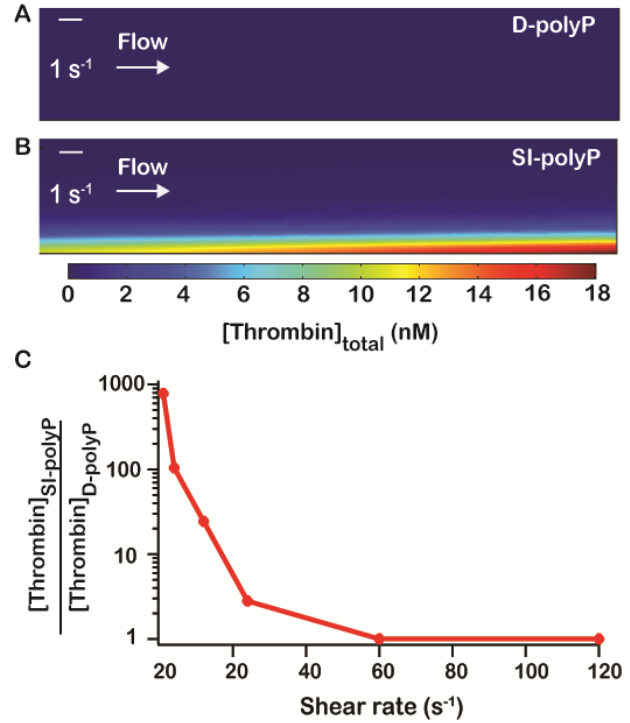 A
D-polyP
Flow
1 s⁻¹
B
SI-polyP
Flow
1 s⁻¹
0 2 4 6 8 10 12 14 16 18
[Thrombin]total (nM)
C
1000
100
10
1
[Thrombin]SI-polyP
[Thrombin]D-polyP
20 20 40 60 80 100 120
Shear rate (s⁻¹)